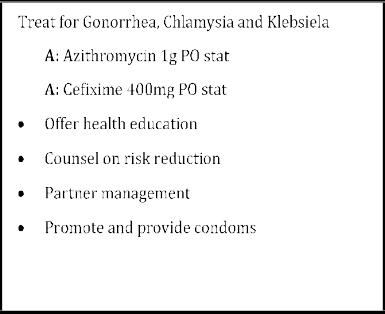 Treat for Gonorrhea, Chlamysia and Klebsiela
A: Azithromycin 1g PO stat
A: Cefixime 400mg PO stat
• Offer health education
• Counsel on risk reduction
• Partner management
• Promote and provide condoms